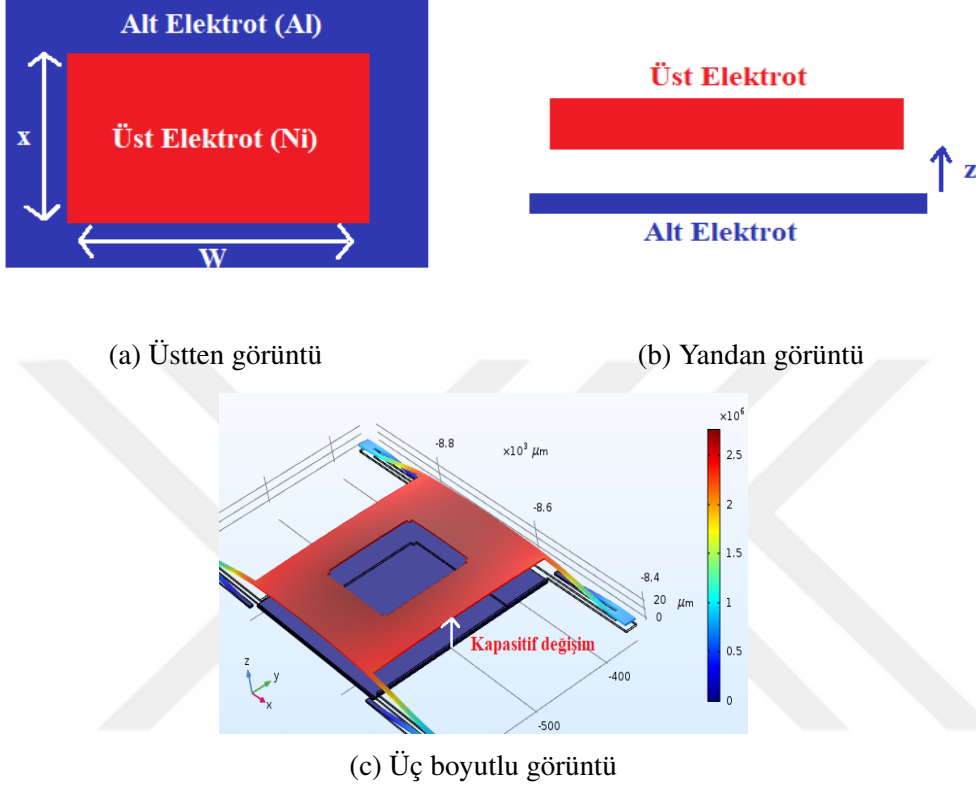 Alt Elektrot (Al)
x
Üst Elektrot (Ni)
W
Üst Elektrot
z
Alt Elektrot
(a) Üstten görüntü
(b) Yandan görüntü
-8.8
×10³ µm
-8.6
-8.4
20
µm
0
Kapasitif değişim
-400
-500
z
y
x
×10⁶
2.5
2
1.5
1
0.5
0
(c) Üç boyutlu görüntü